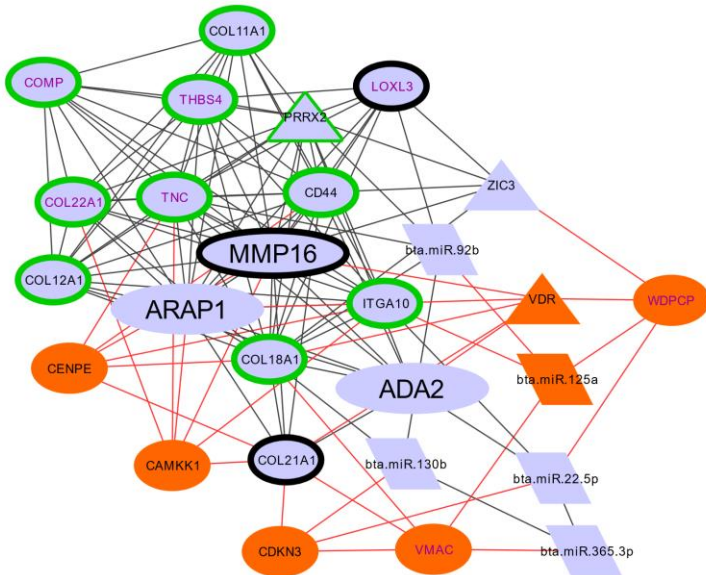 COL11A1
COMP
LOXL3
THBS4
PRRX2
ZIC3
CD44
COL22A1
TNC
bta.miR.92b
MMP16
COL12A1
ARAP1
ITGA10
VDR
WDPCP
COL18A1
CENPE
ADA2
bta.miR.125a
COL21A1
CAMKK1
bta.miR.130b
bta.miR.22.5p
CDKN3
VMAC
bta.miR.365.3p